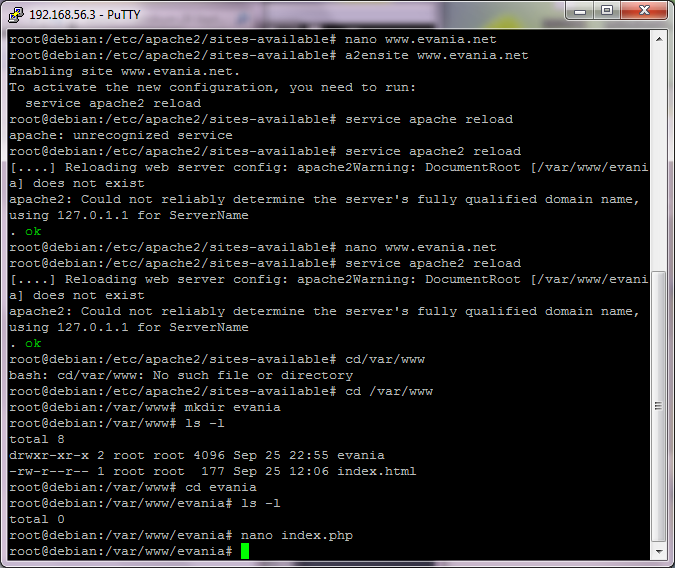 192.168.56.3 - PuTTY
root@debian:/etc/apache2/sites-available# nano www.evania.net
root@debian:/etc/apache2/sites-available# a2ensite www.evania.net
Enabling site www.evania.net.
To activate the new configuration, you need to run:
  service apache2 reload
root@debian:/etc/apache2/sites-available# service apache reload
apache: unrecognized service
root@debian:/etc/apache2/sites-available# service apache2 reload
[....] Reloading web server config: apache2Warning: DocumentRoot [/var/www/evani
a] does not exist
apache2: Could not reliably determine the server's fully qualified domain name,
using 127.0.1.1 for ServerName
. ok
root@debian:/etc/apache2/sites-available# nano www.evania.net
root@debian:/etc/apache2/sites-available# service apache2 reload
[....] Reloading web server config: apache2Warning: DocumentRoot [/var/www/evani
a] does not exist
apache2: Could not reliably determine the server's fully qualified domain name,
using 127.0.1.1 for ServerName
. ok
root@debian:/etc/apache2/sites-available# cd/var/www
bash: cd/var/www: No such file or directory
root@debian:/etc/apache2/sites-available# cd /var/www
root@debian:/var/www# mkdir evania
root@debian:/var/www# ls -l
total 8
drwxr-xr-x 2 root root 4096 Sep 25 22:55 evania
-rw-r--r-- 1 root root  177 Sep 25 12:06 index.html
root@debian:/var/www# cd evania
root@debian:/var/www/evania# ls -l
total 0
root@debian:/var/www/evania# nano index.php
root@debian:/var/www/evania#